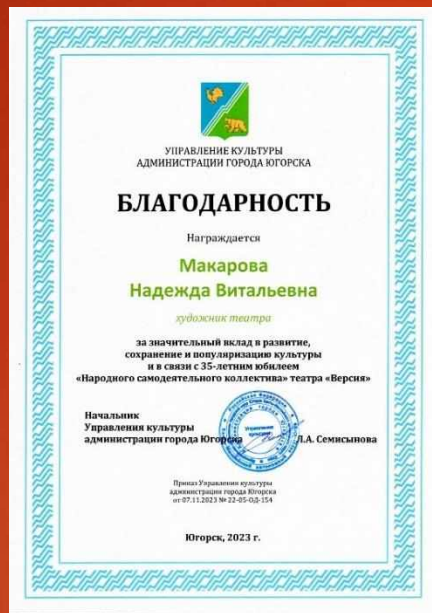 УПРАВЛЕНИЕ КУЛЬТУРЫ
АДМИНИСТРАЦИИ ГОРОДА ЮГОРСКА
БЛАГОДАРНОСТЬ
Награждается
Макарова
Надежда Витальевна
художник театра
за значительный вклад в развитие,
сохранение и популяризацию культуры
и в связи с 35-летним юбилеем
«Народного самодеятельного коллектива» театра «Версия»
Начальник
Управления культуры
администрации города Югорска Л.А. Семисынова
Управление
культуры
Приказ Управления культуры
администрации города Югорска
от 07.11.2023 № 22-05-ОД-154
Югорск, 2023 г.